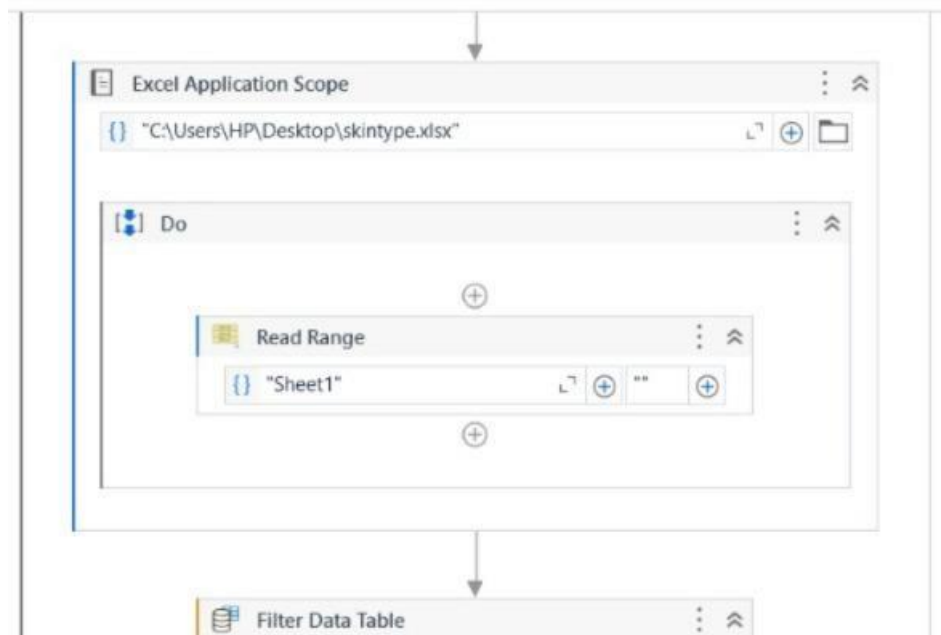 Excel Application Scope
"C:\Users\HP\Desktop\skintype.xlsx"
Do
Read Range
"Sheet1" ""
Filter Data Table